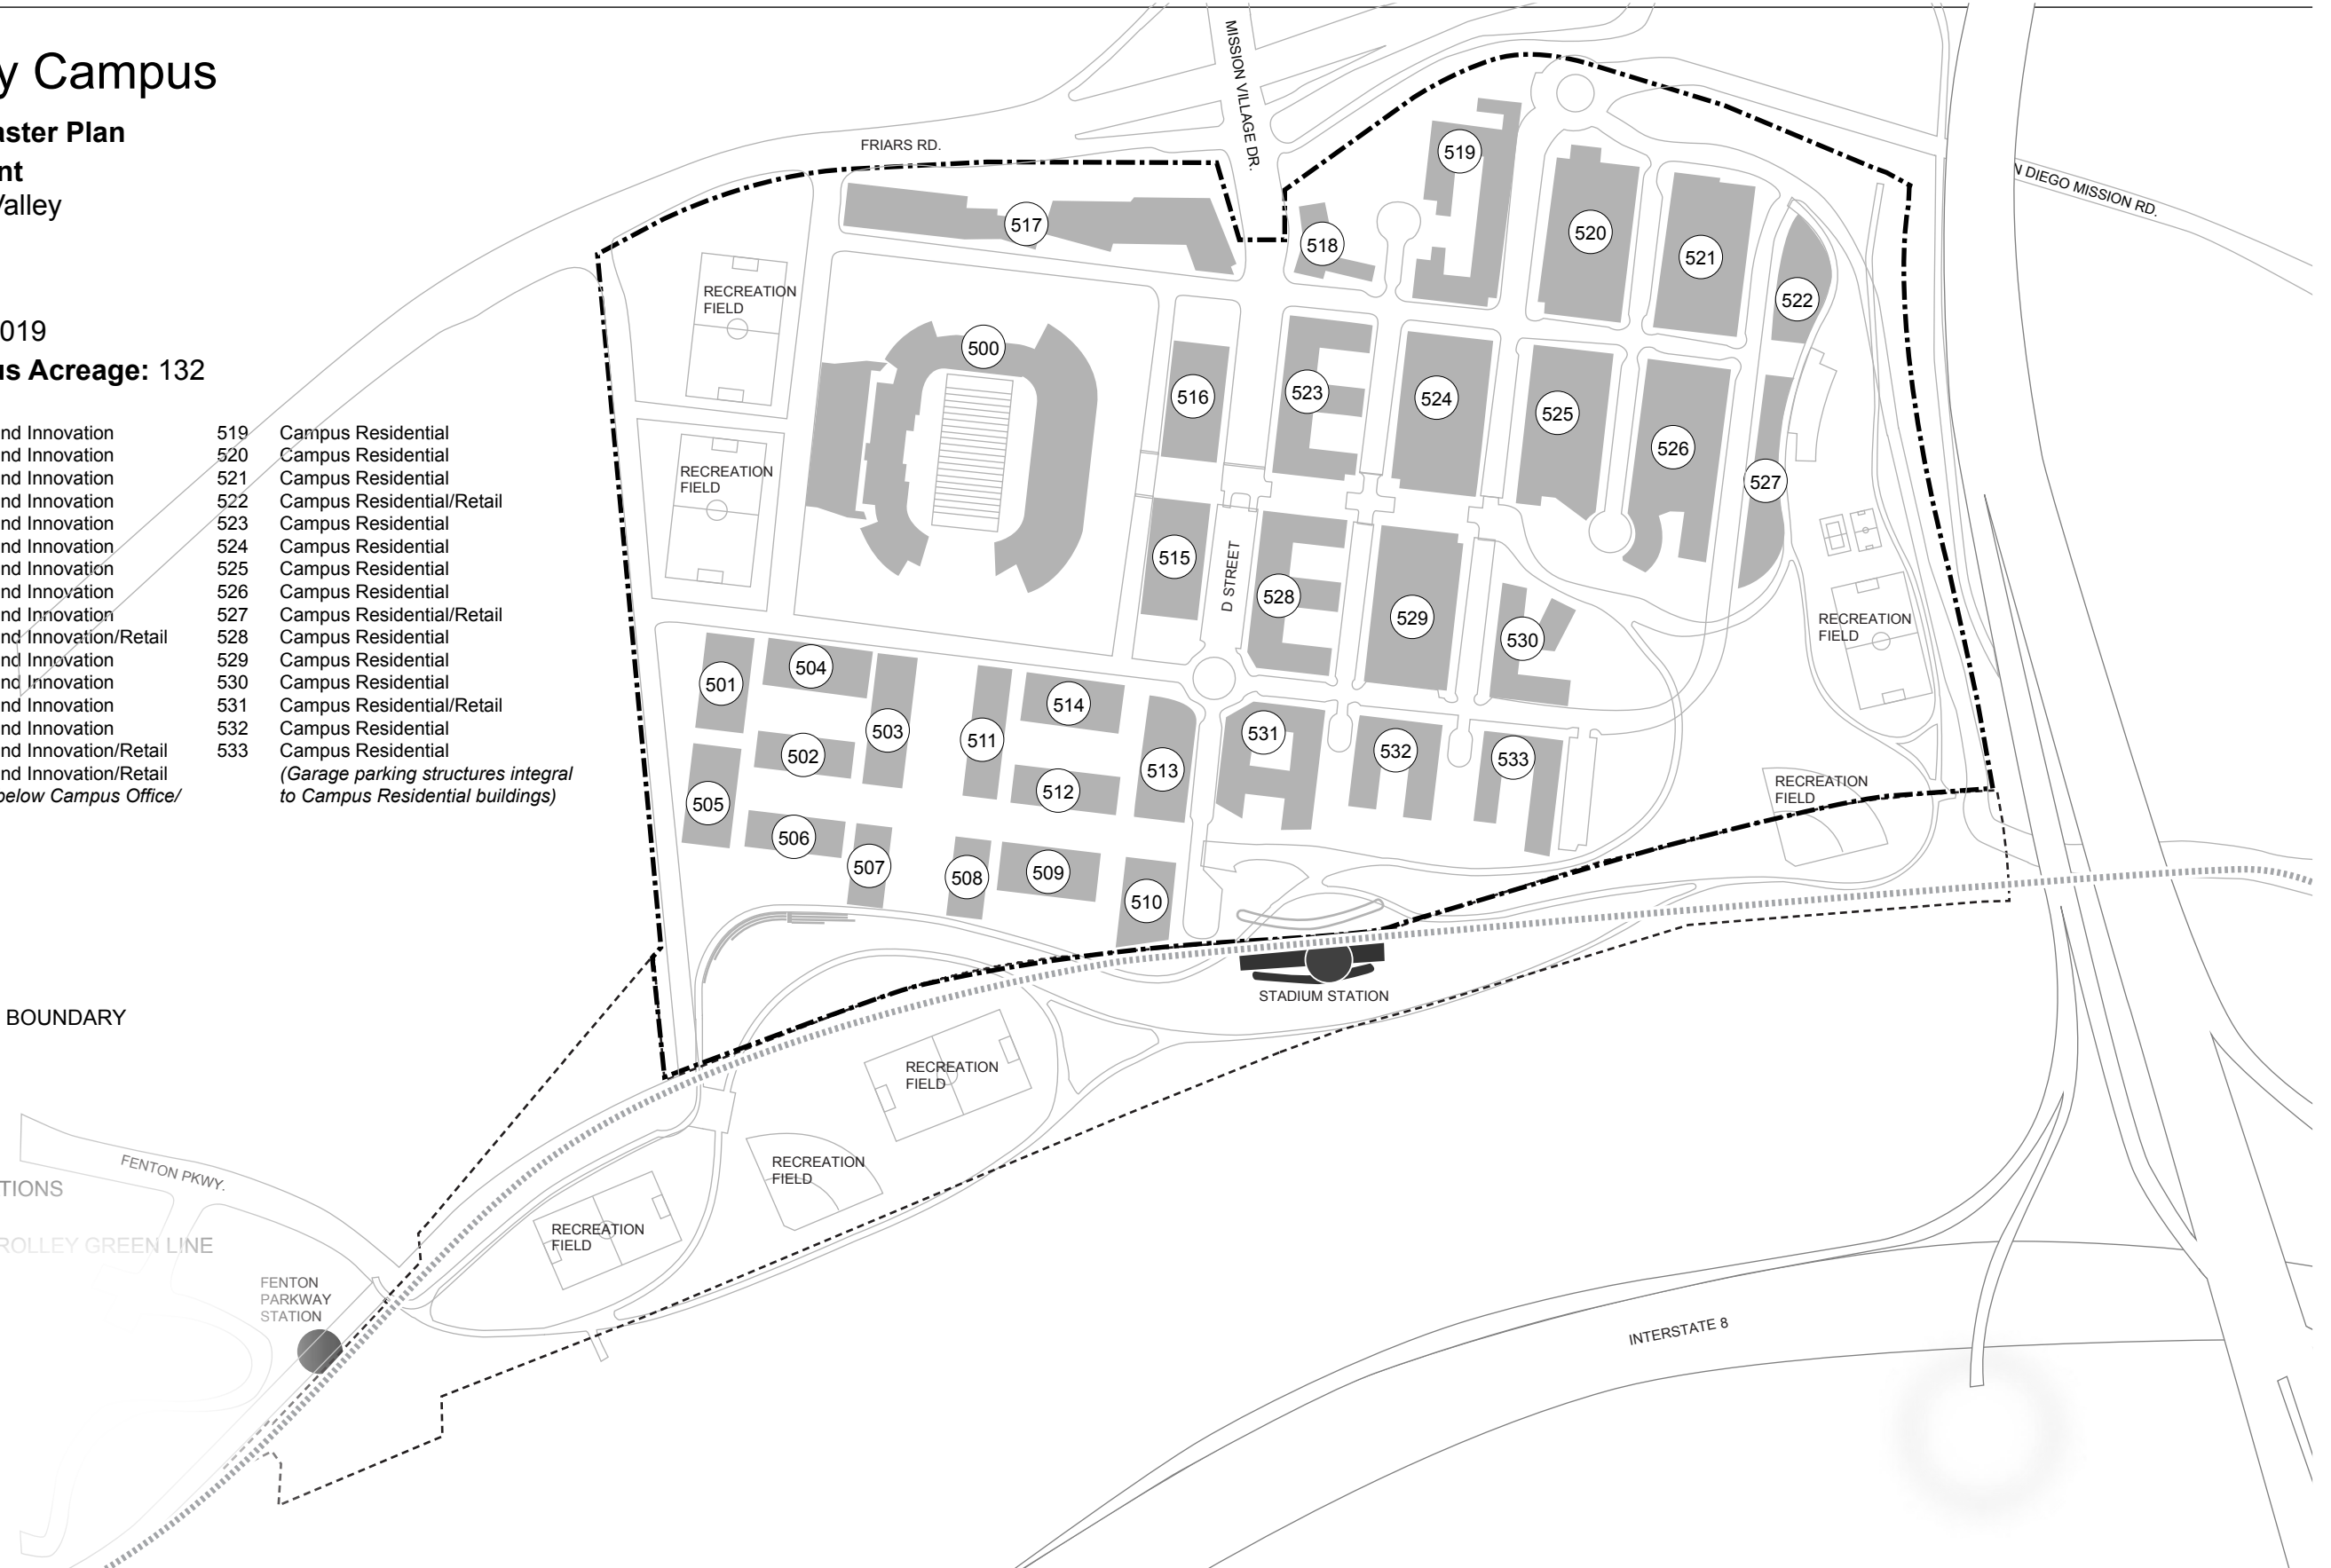 y Campus
aster Plan
nt
Valley
019
us Acreage: 132
nd Innovation
nd Innovation
nd Innovation
nd Innovation
nd Innovation
nd Innovation
nd Innovation
nd Innovation
nd Innovation
nd Innovation/Retail
nd Innovation
nd Innovation
nd Innovation
nd Innovation
nd Innovation/Retail
nd Innovation/Retail
below Campus Office/
519 Campus Residential
520 Campus Residential
521 Campus Residential
522 Campus Residential/Retail
523 Campus Residential
524 Campus Residential
525 Campus Residential
526 Campus Residential
527 Campus Residential/Retail
528 Campus Residential
529 Campus Residential
530 Campus Residential
531 Campus Residential/Retail
532 Campus Residential
533 Campus Residential
(Garage parking structures integral
to Campus Residential buildings)
BOUNDARY
TIONS
ROLLEY GREEN LINE
FENTON PKWY.
FENTON
PARKWAY
STATION
FRIARS RD.
MISSION VILLAGE DR.
N DIEGO MISSION RD.
517
518
519
520
521
522
RECREATION
FIELD
500
516
523
524
525
526
527
RECREATION
FIELD
515
D STREET
528
529
530
RECREATION
FIELD
501
504
503
511
514
513
531
532
533
502
512
505
506
507
508
509
510
RECREATION
FIELD
STADIUM STATION
RECREATION
FIELD
RECREATION
FIELD
RECREATION
FIELD
INTERSTATE 8